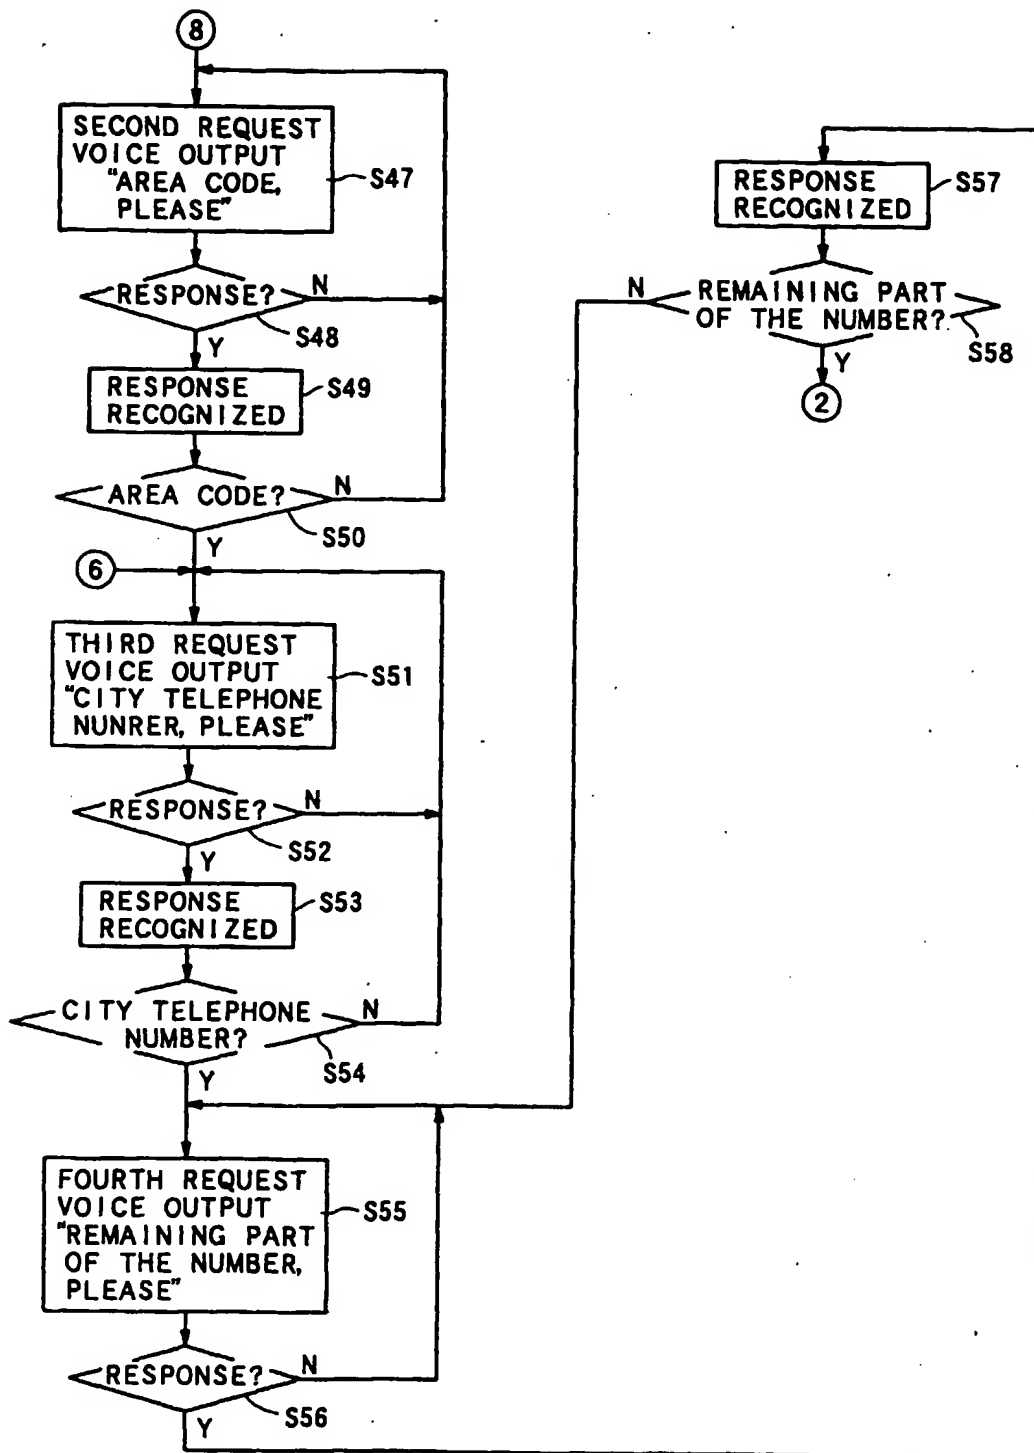 8
SECOND REQUEST
VOICE OUTPUT
"AREA CODE,
PLEASE"
S47
RESPONSE?
N
S48
Y
RESPONSE
RECOGNIZED
S49
AREA CODE?
N
S50
Y
6
THIRD REQUEST
VOICE OUTPUT
"CITY TELEPHONE
NUNRER, PLEASE"
S51
RESPONSE?
N
S52
Y
RESPONSE
RECOGNIZED
S53
CITY TELEPHONE
NUMBER?
N
S54
Y
FOURTH REQUEST
VOICE OUTPUT
"REMAINING PART
OF THE NUMBER,
PLEASE"
S55
RESPONSE?
N
S56
Y
RESPONSE
RECOGNIZED
S57
N
REMAINING PART
OF THE NUMBER?
S58
Y
2